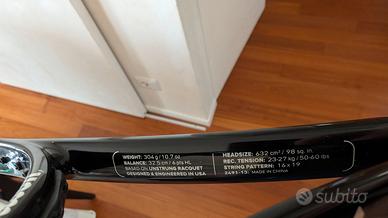 WEIGHT: 304 g / 10.7 oz
BALANCE: 32.5 cm / 6 pts HL
BASED ON UNSTRUNG RACQUET
DESIGNED & ENGINEERED IN USA
HEADSIZE: 632 cm² / 98 sq. in.
REC. TENSION: 23-27 kg / 50-60 lbs
STRING PATTERN: 16 x 19
MADE IN CHINA
subito